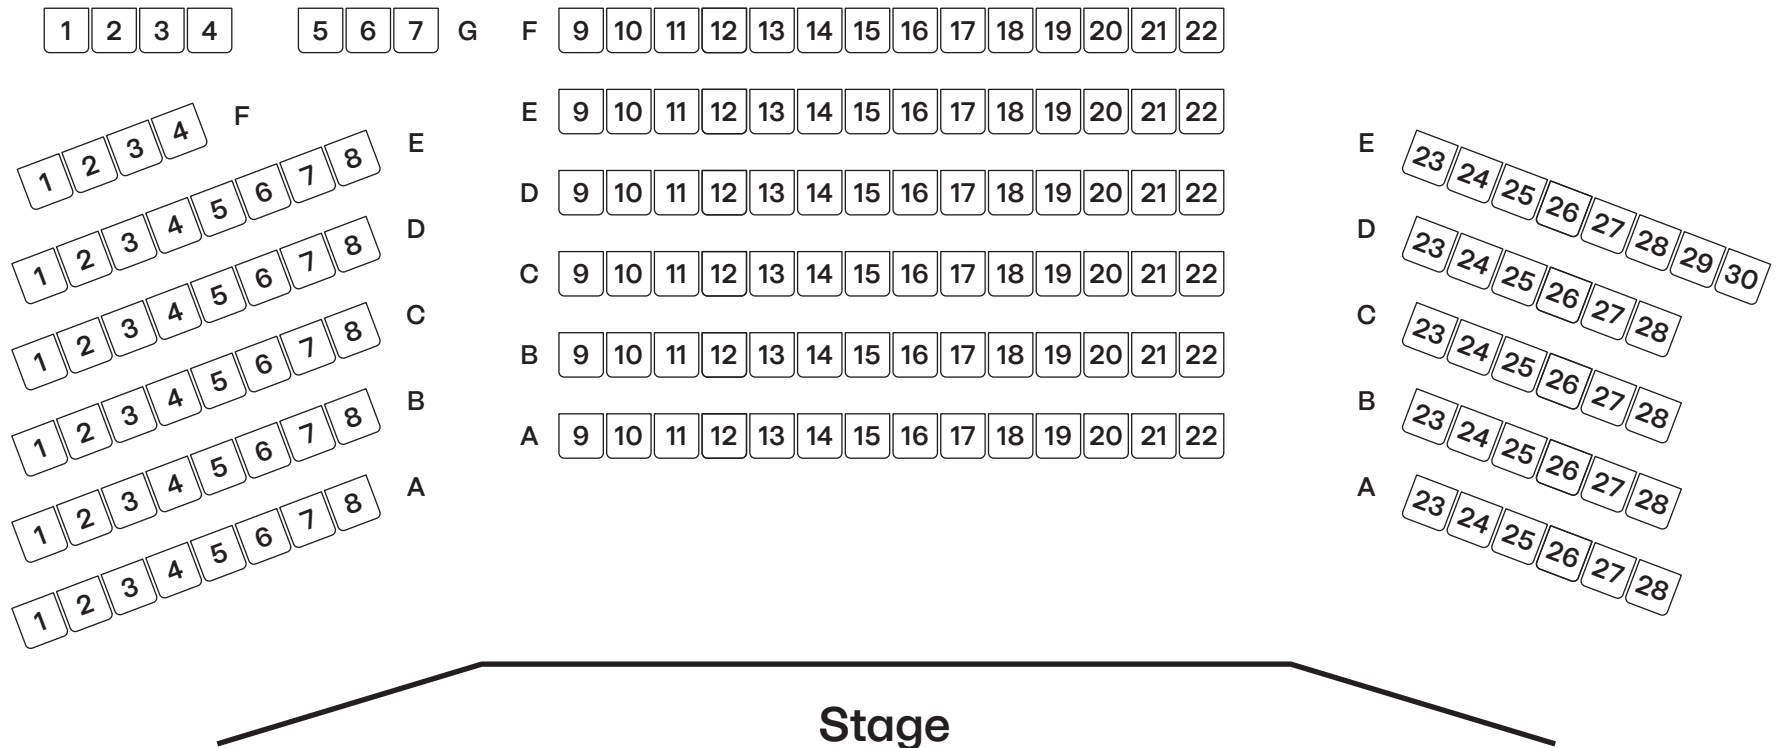 1 2 3 4 5 6 7 G F 9 10 11 12 13 14 15 16 17 18 19 20 21 22
1 2 3 4 F
E 9 10 11 12 13 14 15 16 17 18 19 20 21 22
1 2 3 4 5 6 7 8 E
E 23 24 25 26 27 28 29 30
D 9 10 11 12 13 14 15 16 17 18 19 20 21 22
1 2 3 4 5 6 7 8 D
D 23 24 25 26 27 28
C 9 10 11 12 13 14 15 16 17 18 19 20 21 22
1 2 3 4 5 6 7 8 C
C 23 24 25 26 27 28
B 9 10 11 12 13 14 15 16 17 18 19 20 21 22
1 2 3 4 5 6 7 8 B
B 23 24 25 26 27 28
A 9 10 11 12 13 14 15 16 17 18 19 20 21 22
1 2 3 4 5 6 7 8 A
A 23 24 25 26 27 28
Stage